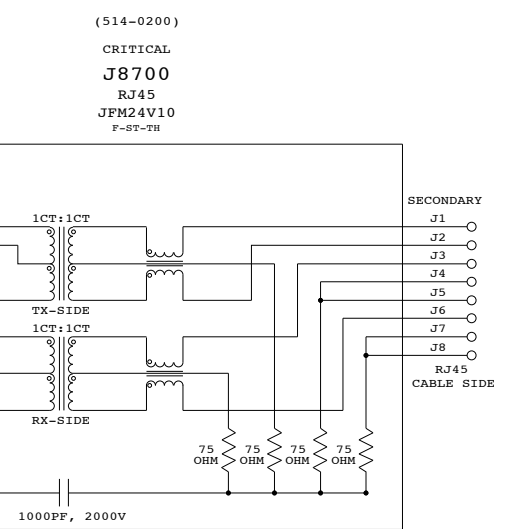 (514-0200)
CRITICAL
J8700
RJ45
JFM24V10
F-ST-TH
SECONDARY
1CT:1CT
J1
J2
J3
J4
J5
J6
J7
J8
TX-SIDE
1CT:1CT
RJ45
CABLE SIDE
RX-SIDE
75 OHM
75 OHM
75 OHM
75 OHM
1000PF, 2000V